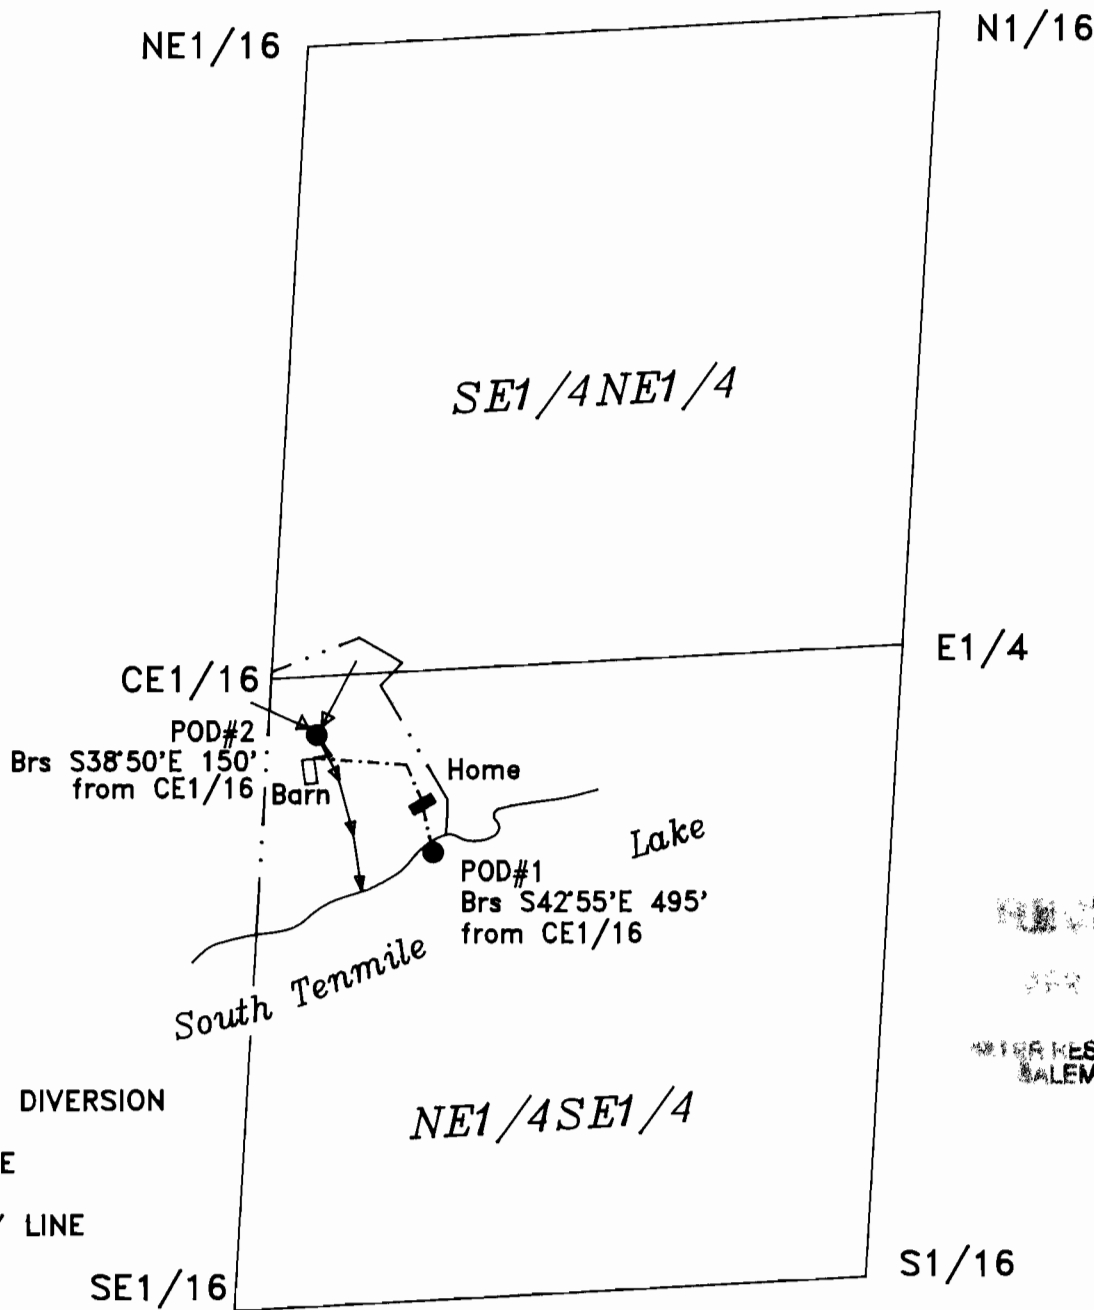 NE1/16
N1/16
SE1/4NE1/4
CE1/16
E1/4
POD#2
Brs S38°50'E 150'
from CE1/16
Barn
Home
Lake
POD#1
Brs S42°55'E 495'
from CE1/16
South Tenmile
SALEM
DIVERSION
NE1/4SE1/4
LINE
SE1/16
S1/16